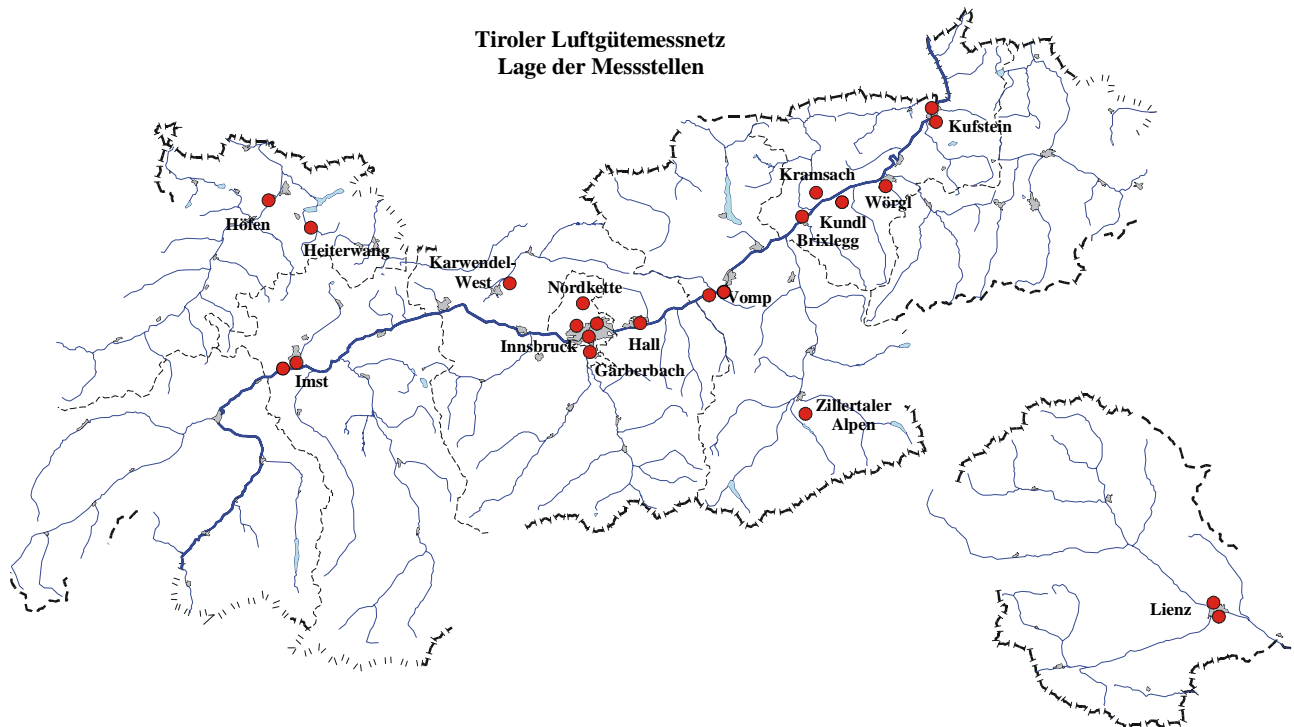 Tiroler Luftgütemessnetz
Lage der Messstellen
Kufstein
Kramsach
Wörgl
Kundl
Brixlegg
Höfen
Heiterwang
Karwendel-
West
Nordkette
Vomp
Innsbruck
Hall
Gärberbach
Imst
Zillertaler
Alpen
Lienz